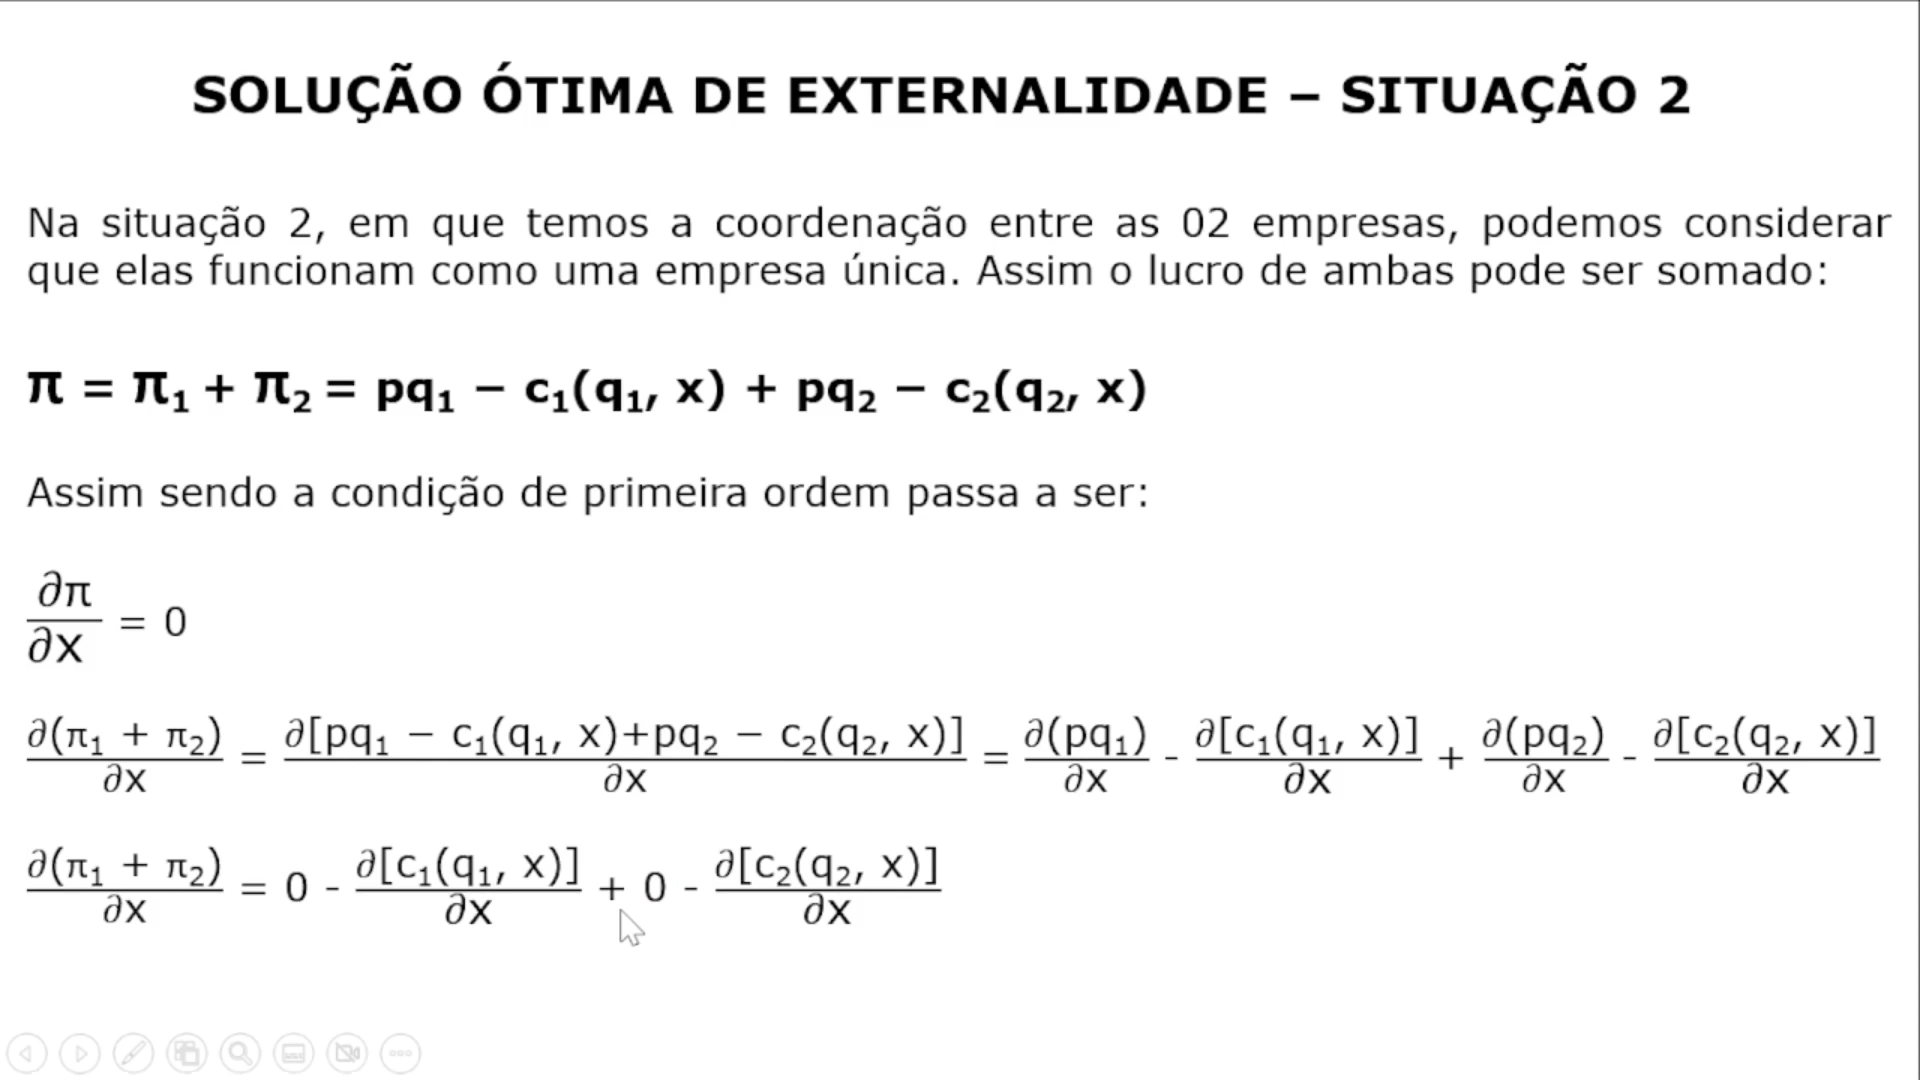 SOLUÇÃO ÓTIMA DE EXTERNALIDADE – SITUAÇÃO 2
Na situação 2, em que temos a coordenação entre as 02 empresas, podemos considerar
que elas funcionam como uma empresa única. Assim o lucro de ambas pode ser somado:
π = π₁ + π₂ = pq₁ − c₁(q₁, x) + pq₂ − c₂(q₂, x)
Assim sendo a condição de primeira ordem passa a ser:
∂π/∂x = 0
∂(π₁ + π₂)/∂x = ∂[pq₁ − c₁(q₁, x)+pq₂ − c₂(q₂, x)]/∂x = ∂(pq₁)/∂x - ∂[c₁(q₁, x)]/∂x + ∂(pq₂)/∂x - ∂[c₂(q₂, x)]/∂x
∂(π₁ + π₂)/∂x = 0 - ∂[c₁(q₁, x)]/∂x + 0 - ∂[c₂(q₂, x)]/∂x